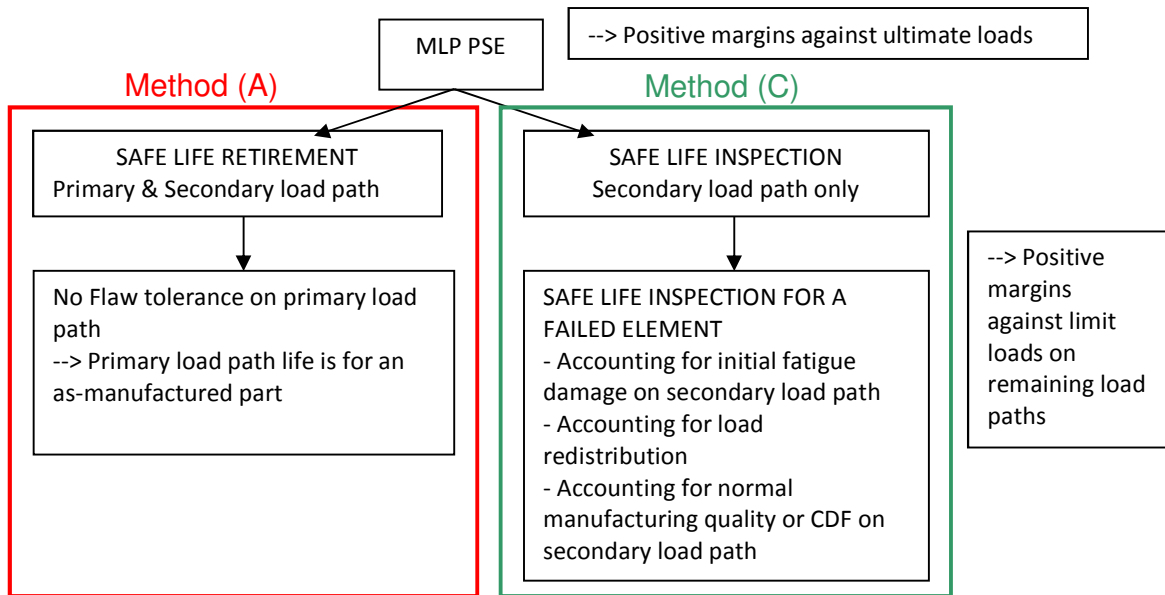 MLP PSE
--> Positive margins against ultimate loads
Method (A)
SAFE LIFE RETIREMENT
Primary & Secondary load path
No Flaw tolerance on primary load
path
--> Primary load path life is for an
as-manufactured part
Method (C)
SAFE LIFE INSPECTION
Secondary load path only
SAFE LIFE INSPECTION FOR A
FAILED ELEMENT
- Accounting for initial fatigue
damage on secondary load path
- Accounting for load
redistribution
- Accounting for normal
manufacturing quality or CDF on
secondary load path
--> Positive
margins
against limit
loads on
remaining load
paths